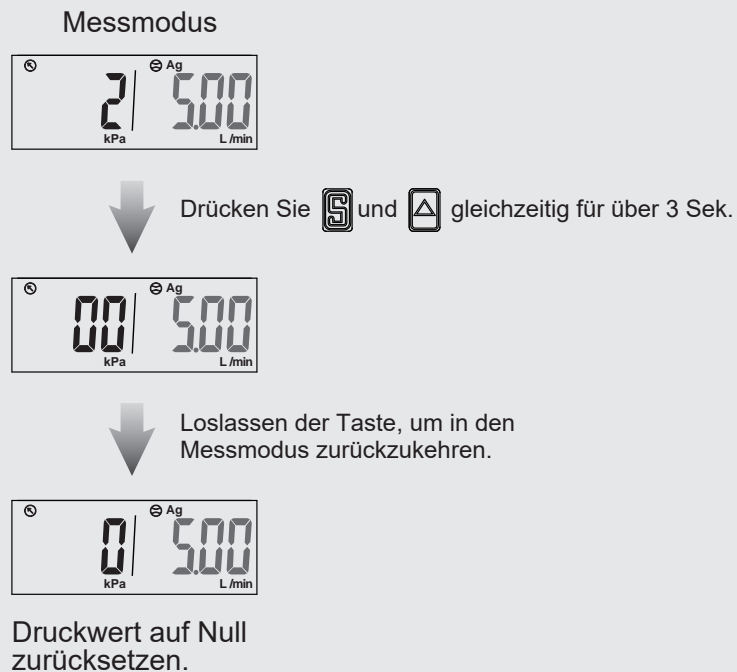 Messmodus
Ag
2 5.00
kPa L/min
Drücken Sie S und gleichzeitig für über 3 Sek.
Ag
00 5.00
kPa L/min
Loslassen der Taste, um in den
Messmodus zurückzukehren.
Ag
0 5.00
kPa L/min
Druckwert auf Null
zurücksetzen.